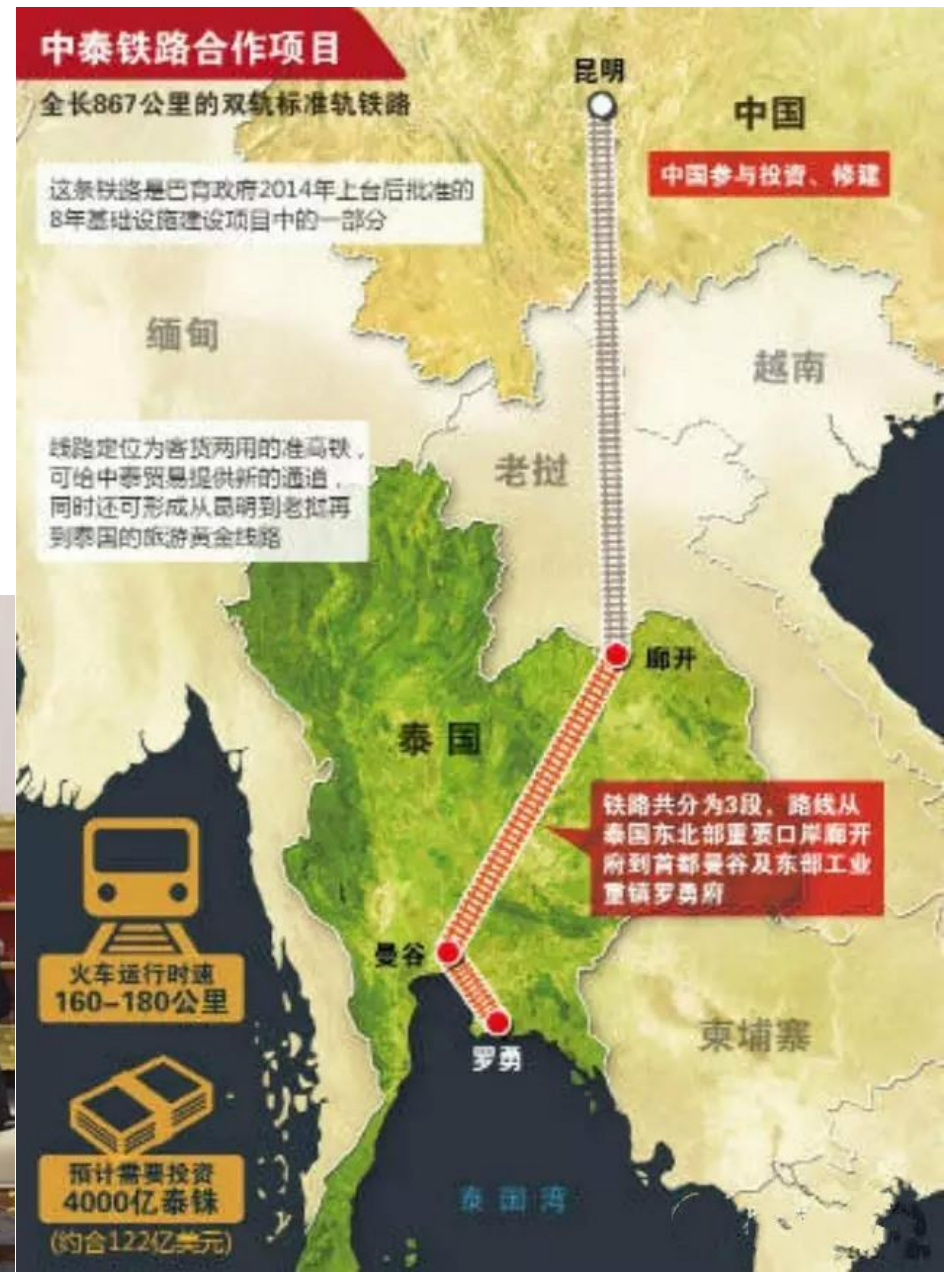 中泰铁路合作项目
全长867公里的双轨标准轨铁路
昆明
中国
中国参与投资、修建
这条铁路是巴育政府2014年上台后批准的
8年基础设施建设项目中的一部分
缅甸
越南
线路定位为客货两用的准高铁，
可给中泰贸易提供新的通道，
同时还可形成从昆明到老挝再
到泰国的旅游黄金线路
老挝
廊开
泰国
铁路共分为3段，路线从
泰国东北部重要口岸廊开
府到首都曼谷及东部工业
重镇罗勇府
曼谷
火车运行时速
160-180公里
罗勇
柬埔寨
预计需要投资
4000亿泰铢
(约合122亿美元)
泰国湾